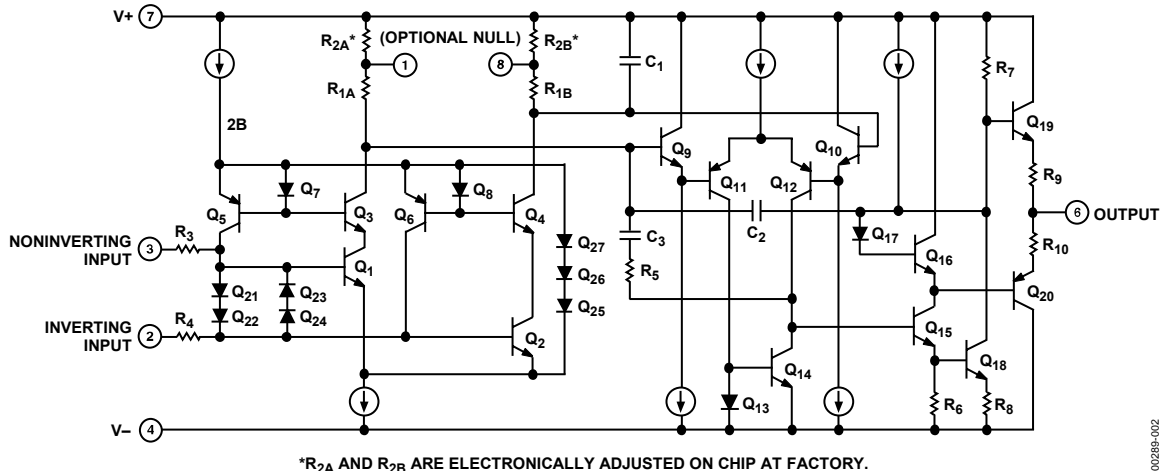 V+ 7
R2A* (OPTIONAL NULL) R2B*
1 8
C1
R7
R1A R1B
2B
Q19
Q9 Q10
Q7 Q8
Q11 Q12
R9
Q5 Q3 Q6 Q4
6 OUTPUT
NONINVERTING
INPUT 3 R3
Q27
C3 C2 Q17
R10
Q1 Q26 R5 Q16
Q21 Q23
Q25
Q20
Q22 Q24
INVERTING
INPUT 2 R4
Q2
Q15
Q14 Q18
Q13 R6 R8
V– 4
*R2A AND R2B ARE ELECTRONICALLY ADJUSTED ON CHIP AT FACTORY.
00289-002